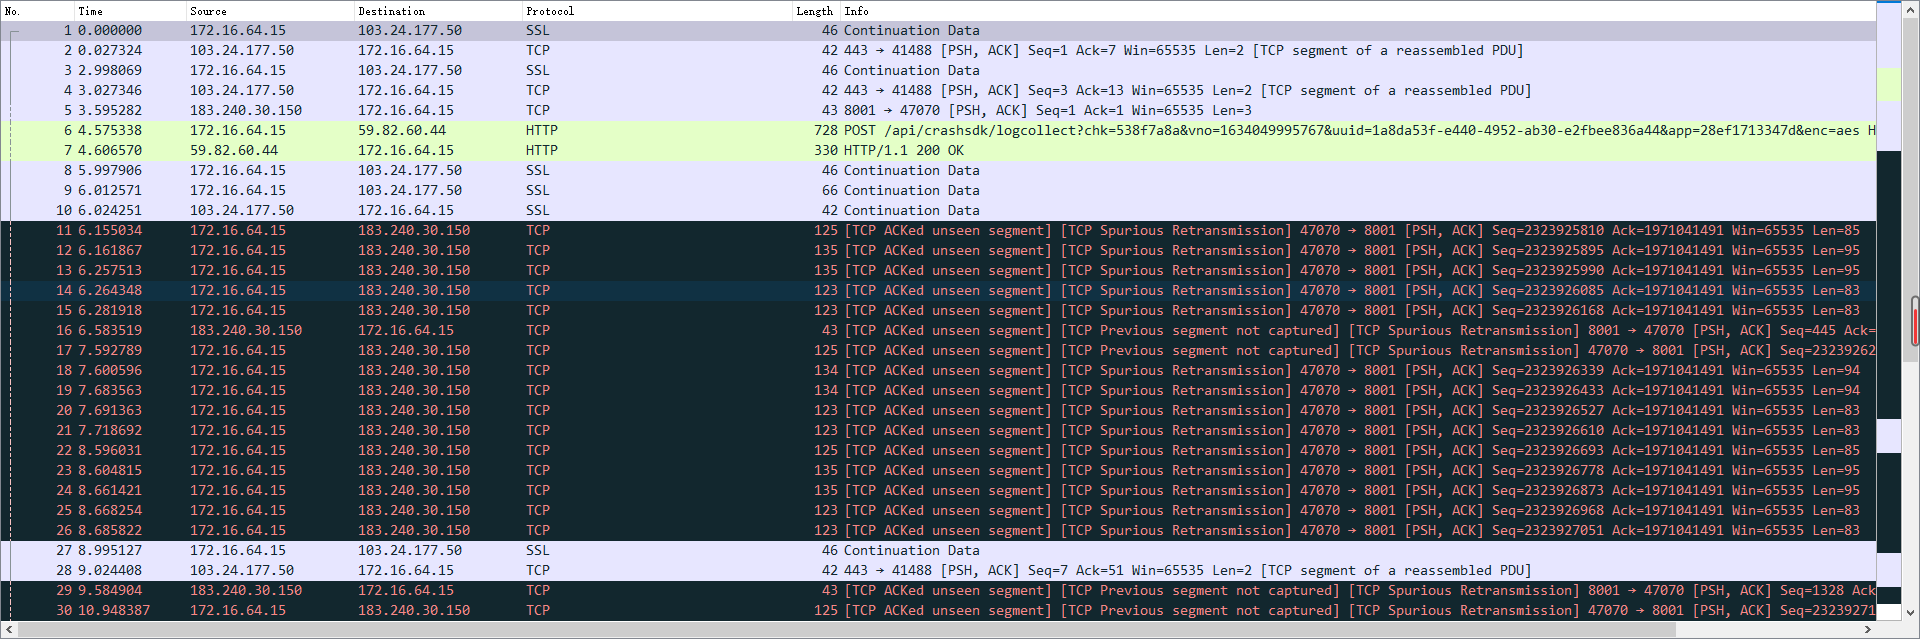 No. Time Source Destination Protocol Length Info
1 0.000000 172.16.64.15 103.24.177.50 SSL 46 Continuation Data
2 0.027324 103.24.177.50 172.16.64.15 TCP 42 443 → 41488 [PSH, ACK] Seq=1 Ack=7 Win=65535 Len=2 [TCP segment of a reassembled PDU]
3 2.998069 172.16.64.15 103.24.177.50 SSL 46 Continuation Data
4 3.027346 103.24.177.50 172.16.64.15 TCP 42 443 → 41488 [PSH, ACK] Seq=3 Ack=13 Win=65535 Len=2 [TCP segment of a reassembled PDU]
5 3.595282 183.240.30.150 172.16.64.15 TCP 43 8001 → 47070 [PSH, ACK] Seq=1 Ack=1 Win=65535 Len=3
6 4.575338 172.16.64.15 59.82.60.44 HTTP 728 POST /api/crashsdk/logcollect?chk=538f7a8a&vno=1634049995767&uuid=1a8da53f-e440-4952-ab30-e2fbee836a44&app=28ef1713347d&enc=aes H
7 4.606570 59.82.60.44 172.16.64.15 HTTP 330 HTTP/1.1 200 OK
8 5.997906 172.16.64.15 103.24.177.50 SSL 46 Continuation Data
9 6.012571 172.16.64.15 103.24.177.50 SSL 66 Continuation Data
10 6.024251 103.24.177.50 172.16.64.15 SSL 42 Continuation Data
11 6.155034 172.16.64.15 183.240.30.150 TCP 125 [TCP ACKed unseen segment] [TCP Spurious Retransmission] 47070 → 8001 [PSH, ACK] Seq=2323925810 Ack=1971041491 Win=65535 Len=85
12 6.161867 172.16.64.15 183.240.30.150 TCP 135 [TCP ACKed unseen segment] [TCP Spurious Retransmission] 47070 → 8001 [PSH, ACK] Seq=2323925895 Ack=1971041491 Win=65535 Len=95
13 6.257513 172.16.64.15 183.240.30.150 TCP 135 [TCP ACKed unseen segment] [TCP Spurious Retransmission] 47070 → 8001 [PSH, ACK] Seq=2323925990 Ack=1971041491 Win=65535 Len=95
14 6.264348 172.16.64.15 183.240.30.150 TCP 123 [TCP ACKed unseen segment] [TCP Spurious Retransmission] 47070 → 8001 [PSH, ACK] Seq=2323926085 Ack=1971041491 Win=65535 Len=83
15 6.281918 172.16.64.15 183.240.30.150 TCP 123 [TCP ACKed unseen segment] [TCP Spurious Retransmission] 47070 → 8001 [PSH, ACK] Seq=2323926168 Ack=1971041491 Win=65535 Len=83
16 6.583519 183.240.30.150 172.16.64.15 TCP 43 [TCP ACKed unseen segment] [TCP Previous segment not captured] [TCP Spurious Retransmission] 8001 → 47070 [PSH, ACK] Seq=445 Ack=
17 7.592789 172.16.64.15 183.240.30.150 TCP 125 [TCP ACKed unseen segment] [TCP Previous segment not captured] [TCP Spurious Retransmission] 47070 → 8001 [PSH, ACK] Seq=23239262
18 7.600596 172.16.64.15 183.240.30.150 TCP 134 [TCP ACKed unseen segment] [TCP Spurious Retransmission] 47070 → 8001 [PSH, ACK] Seq=2323926339 Ack=1971041491 Win=65535 Len=94
19 7.683563 172.16.64.15 183.240.30.150 TCP 134 [TCP ACKed unseen segment] [TCP Spurious Retransmission] 47070 → 8001 [PSH, ACK] Seq=2323926433 Ack=1971041491 Win=65535 Len=94
20 7.691363 172.16.64.15 183.240.30.150 TCP 123 [TCP ACKed unseen segment] [TCP Spurious Retransmission] 47070 → 8001 [PSH, ACK] Seq=2323926527 Ack=1971041491 Win=65535 Len=83
21 7.718692 172.16.64.15 183.240.30.150 TCP 123 [TCP ACKed unseen segment] [TCP Spurious Retransmission] 47070 → 8001 [PSH, ACK] Seq=2323926610 Ack=1971041491 Win=65535 Len=83
22 8.596031 172.16.64.15 183.240.30.150 TCP 125 [TCP ACKed unseen segment] [TCP Spurious Retransmission] 47070 → 8001 [PSH, ACK] Seq=2323926693 Ack=1971041491 Win=65535 Len=85
23 8.604815 172.16.64.15 183.240.30.150 TCP 135 [TCP ACKed unseen segment] [TCP Spurious Retransmission] 47070 → 8001 [PSH, ACK] Seq=2323926778 Ack=1971041491 Win=65535 Len=95
24 8.661421 172.16.64.15 183.240.30.150 TCP 135 [TCP ACKed unseen segment] [TCP Spurious Retransmission] 47070 → 8001 [PSH, ACK] Seq=2323926873 Ack=1971041491 Win=65535 Len=95
25 8.668254 172.16.64.15 183.240.30.150 TCP 123 [TCP ACKed unseen segment] [TCP Spurious Retransmission] 47070 → 8001 [PSH, ACK] Seq=2323926968 Ack=1971041491 Win=65535 Len=83
26 8.685822 172.16.64.15 183.240.30.150 TCP 123 [TCP ACKed unseen segment] [TCP Spurious Retransmission] 47070 → 8001 [PSH, ACK] Seq=2323927051 Ack=1971041491 Win=65535 Len=83
27 8.995127 172.16.64.15 103.24.177.50 SSL 46 Continuation Data
28 9.024408 103.24.177.50 172.16.64.15 TCP 42 443 → 41488 [PSH, ACK] Seq=7 Ack=51 Win=65535 Len=2 [TCP segment of a reassembled PDU]
29 9.584904 183.240.30.150 172.16.64.15 TCP 43 [TCP ACKed unseen segment] [TCP Previous segment not captured] [TCP Spurious Retransmission] 8001 → 47070 [PSH, ACK] Seq=1328 Ack
30 10.948387 172.16.64.15 183.240.30.150 TCP 125 [TCP ACKed unseen segment] [TCP Previous segment not captured] [TCP Spurious Retransmission] 47070 → 8001 [PSH, ACK] Seq=23239271